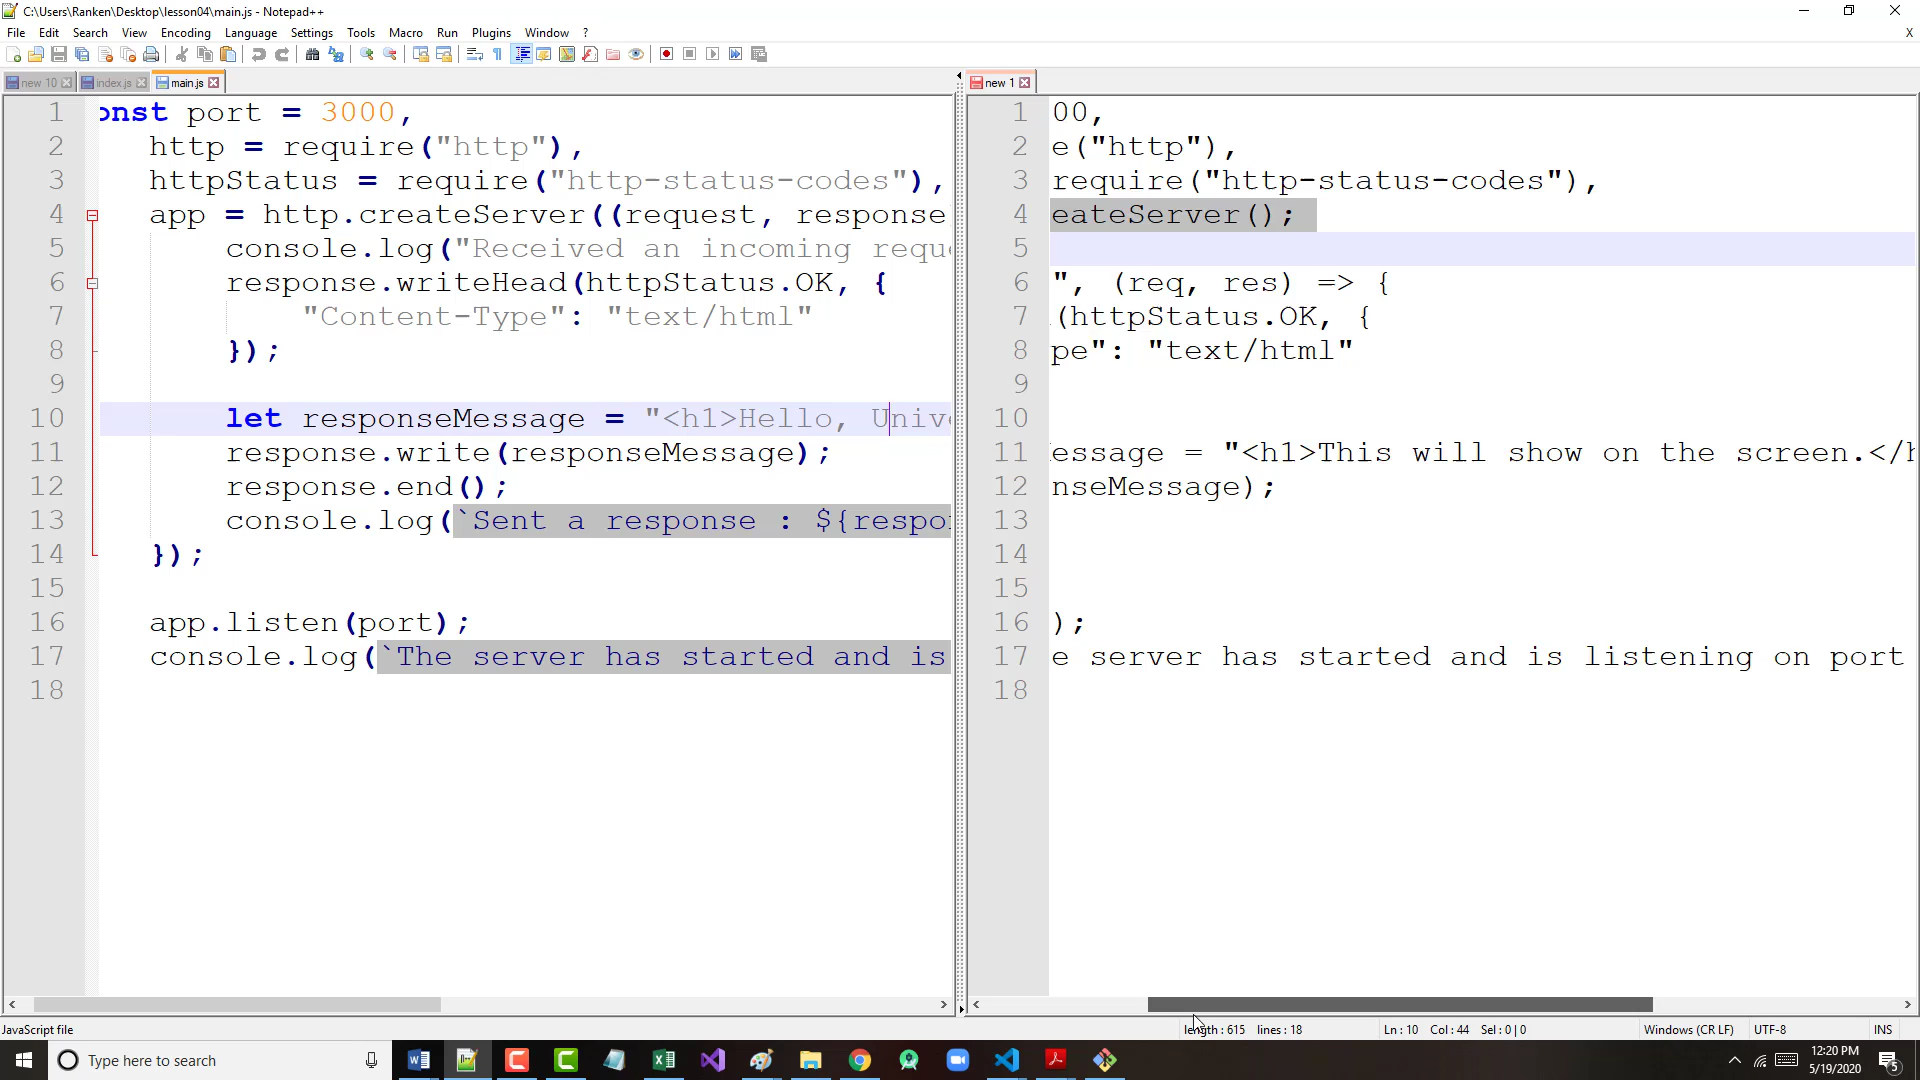 C:\Users\Ranken\Desktop\lesson04\main.js - Notepad++
File Edit Search View Encoding Language Settings Tools Macro Run Plugins Window ? X
new 10 index.js main.js
1 onst port = 3000,
2 http = require("http"),
3 httpStatus = require("http-status-codes"),
4 app = http.createServer((request, response
5 console.log("Received an incoming reque
6 response.writeHead(httpStatus.OK, {
7 "Content-Type": "text/html"
8 });
9
10 let responseMessage = "<h1>Hello, Unive
11 response.write(responseMessage);
12 response.end();
13 console.log(`Sent a response : ${respon
14 });
15
16 app.listen(port);
17 console.log(`The server has started and is
18
new 1
1 00,
2 e("http"),
3 require("http-status-codes"),
4 eateServer();
5
6 ", (req, res) => {
7 (httpStatus.OK, {
8 pe": "text/html"
9
10
11 essage = "<h1>This will show on the screen.</h
12 nseMessage);
13
14
15
16 );
17 e server has started and is listening on port
18
JavaScript file length : 615 lines : 18 Ln : 10 Col : 44 Sel : 0 | 0 Windows (CR LF) UTF-8 INS
Type here to search
12:20 PM
5/19/2020
5